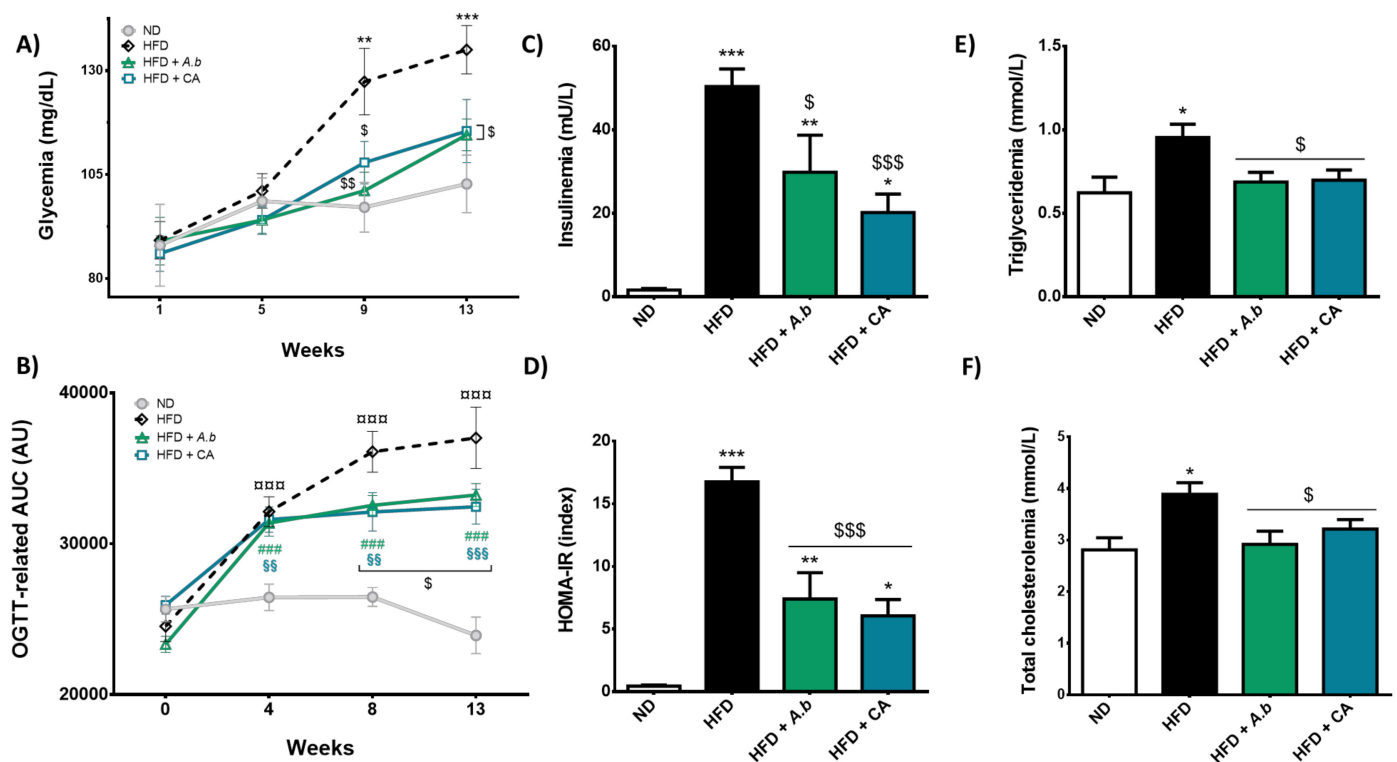 A)
ND
HFD
HFD + A.b
HFD + CA
Glycemia (mg/dL)
130
105
80
**
***
$
$$
$
1
5
9
13
Weeks
B)
ND
HFD
HFD + A.b
HFD + CA
OGTT-related AUC (AU)
40000
30000
20000
¤¤¤
¤¤¤
¤¤¤
###
###
###
§§
§§
§§§
$
0
4
8
13
Weeks
C)
Insulinemia (mU/L)
60
40
20
0
***
$
**
$$$
*
ND
HFD
HFD + A.b
HFD + CA
D)
HOMA-IR (index)
20
15
10
5
0
***
$$$
**
*
ND
HFD
HFD + A.b
HFD + CA
E)
Triglyceridemia (mmol/L)
1.5
1.0
0.5
0.0
*
$
ND
HFD
HFD + A.b
HFD + CA
F)
Total cholesterolemia (mmol/L)
5
4
3
2
1
0
*
$
ND
HFD
HFD + A.b
HFD + CA